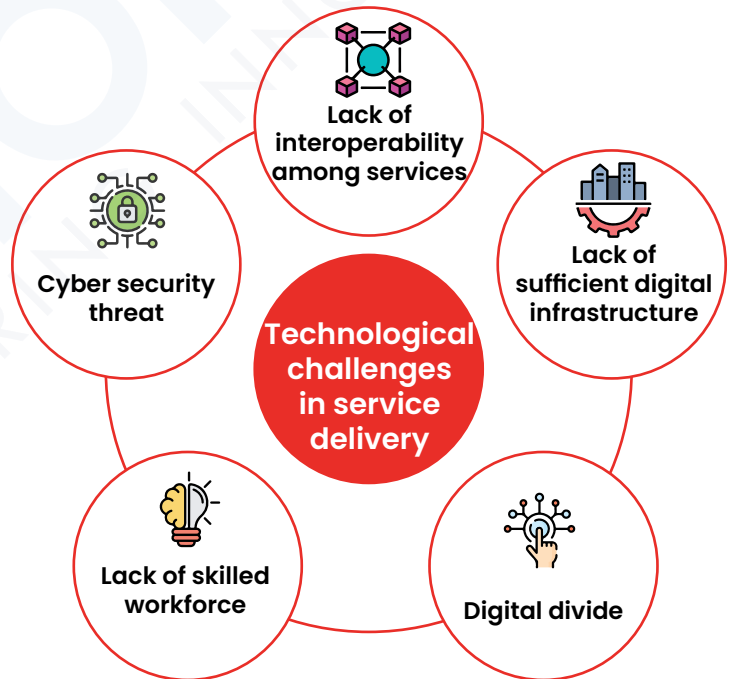 Lack of
interoperability
among services
Lack of
sufficient digital
infrastructure
Digital divide
Lack of skilled
workforce
Cyber security
threat
Technological
challenges
in service
delivery